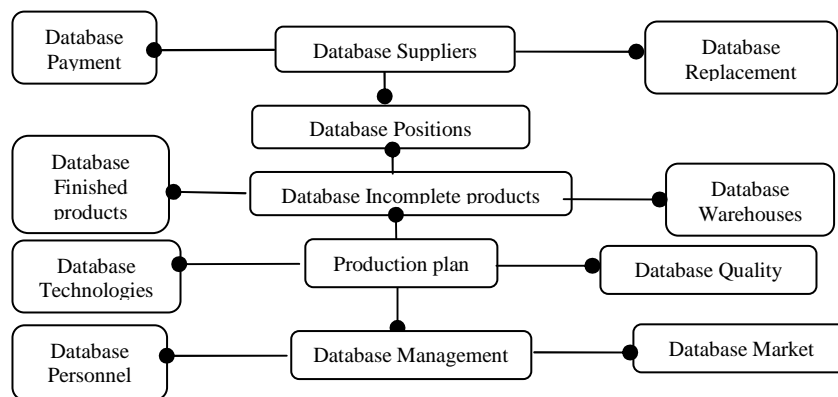 Database
Payment
Database Suppliers
Database
Replacement
Database Positions
Database
Finished
products
Database Incomplete products
Database
Warehouses
Database
Technologies
Production plan
Database Quality
Database
Personnel
Database Management
Database Market